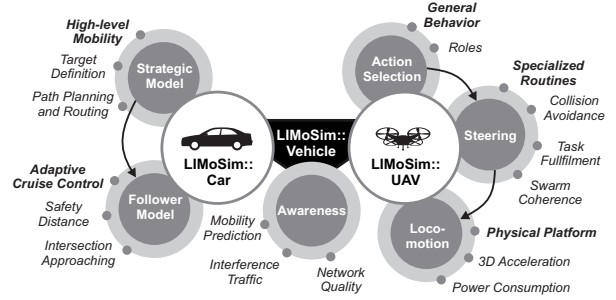 High-level
Mobility
Target
Definition
Path Planning
and Routing
Strategic
Model
Adaptive
Cruise Control
Safety
Distance
Intersection
Approaching
Follower
Model
LIMoSim::
Car
LIMoSim::
Vehicle
Awareness
Mobility
Prediction
Interference
Traffic
Network
Quality
LIMoSim::
UAV
General
Behavior
Roles
Action
Selection
Specialized
Routines
Collision
Avoidance
Task
Fullfilment
Swarm
Coherence
Steering
Loco-
motion
Physical Platform
3D Acceleration
Power Consumption